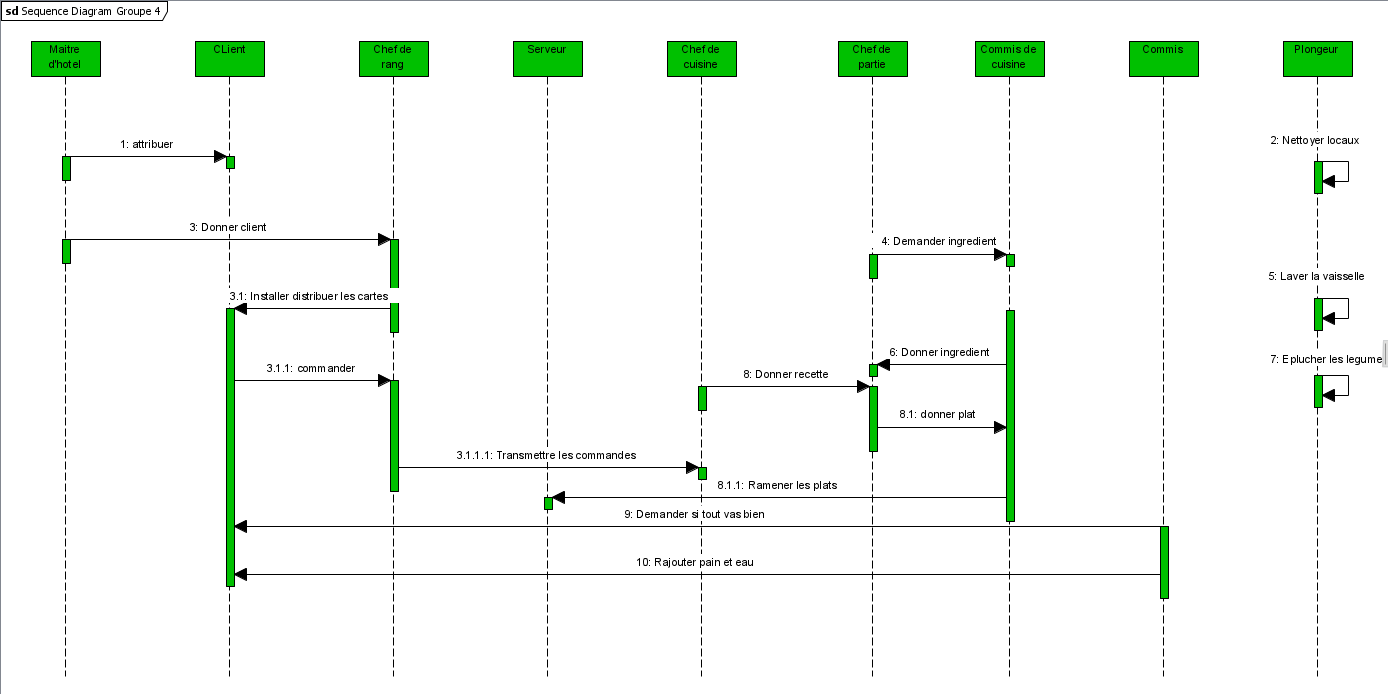 sd Sequence Diagram Groupe 4
Maitre
d'hotel
CLient
Chef de
rang
Serveur
Chef de
cuisine
Chef de
partie
Commis de
cuisine
Commis
Plongeur
1: attribuer
2: Nettoyer locaux
3: Donner client
4: Demander ingredient
5: Laver la vaisselle
3.1: Installer distribuer les cartes
6: Donner ingredient
7: Eplucher les legume
3.1.1: commander
8: Donner recette
8.1: donner plat
3.1.1.1: Transmettre les commandes
8.1.1: Ramener les plats
9: Demander si tout vas bien
10: Rajouter pain et eau